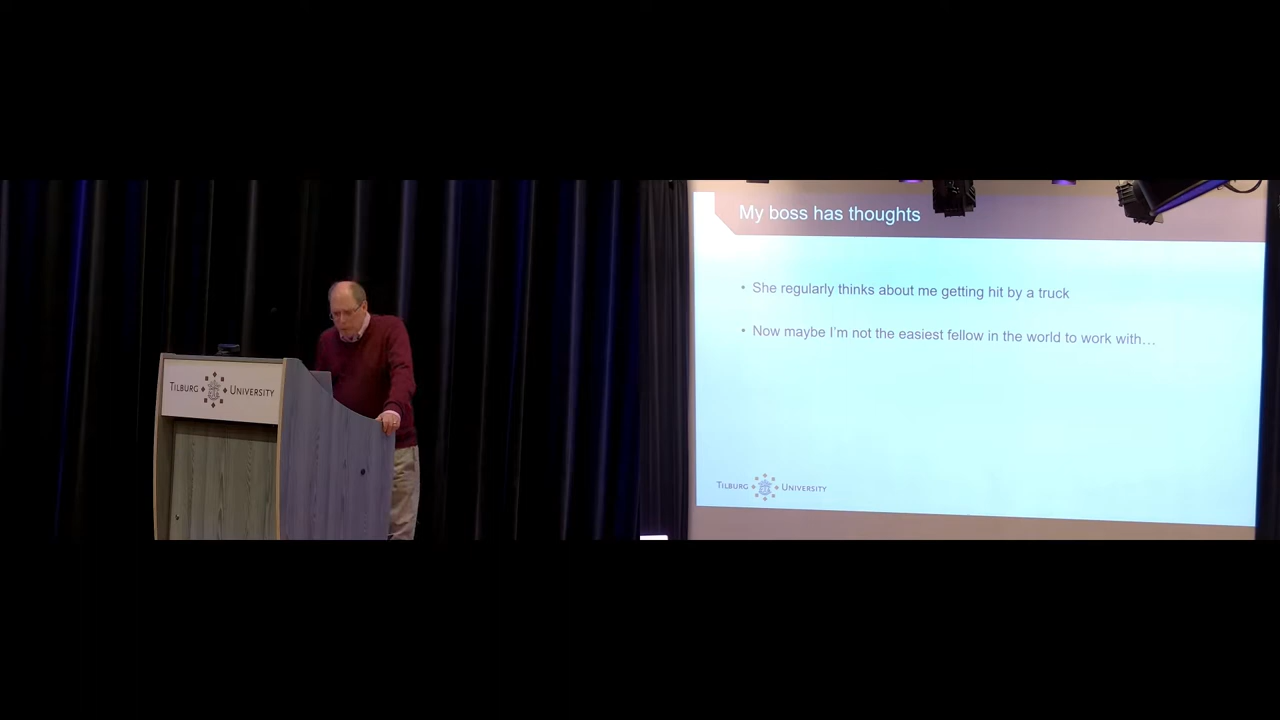 TILBURG UNIVERSITY
My boss has thoughts
• She regularly thinks about me getting hit by a truck
• Now maybe I'm not the easiest fellow in the world to work with…
TILBURG UNIVERSITY